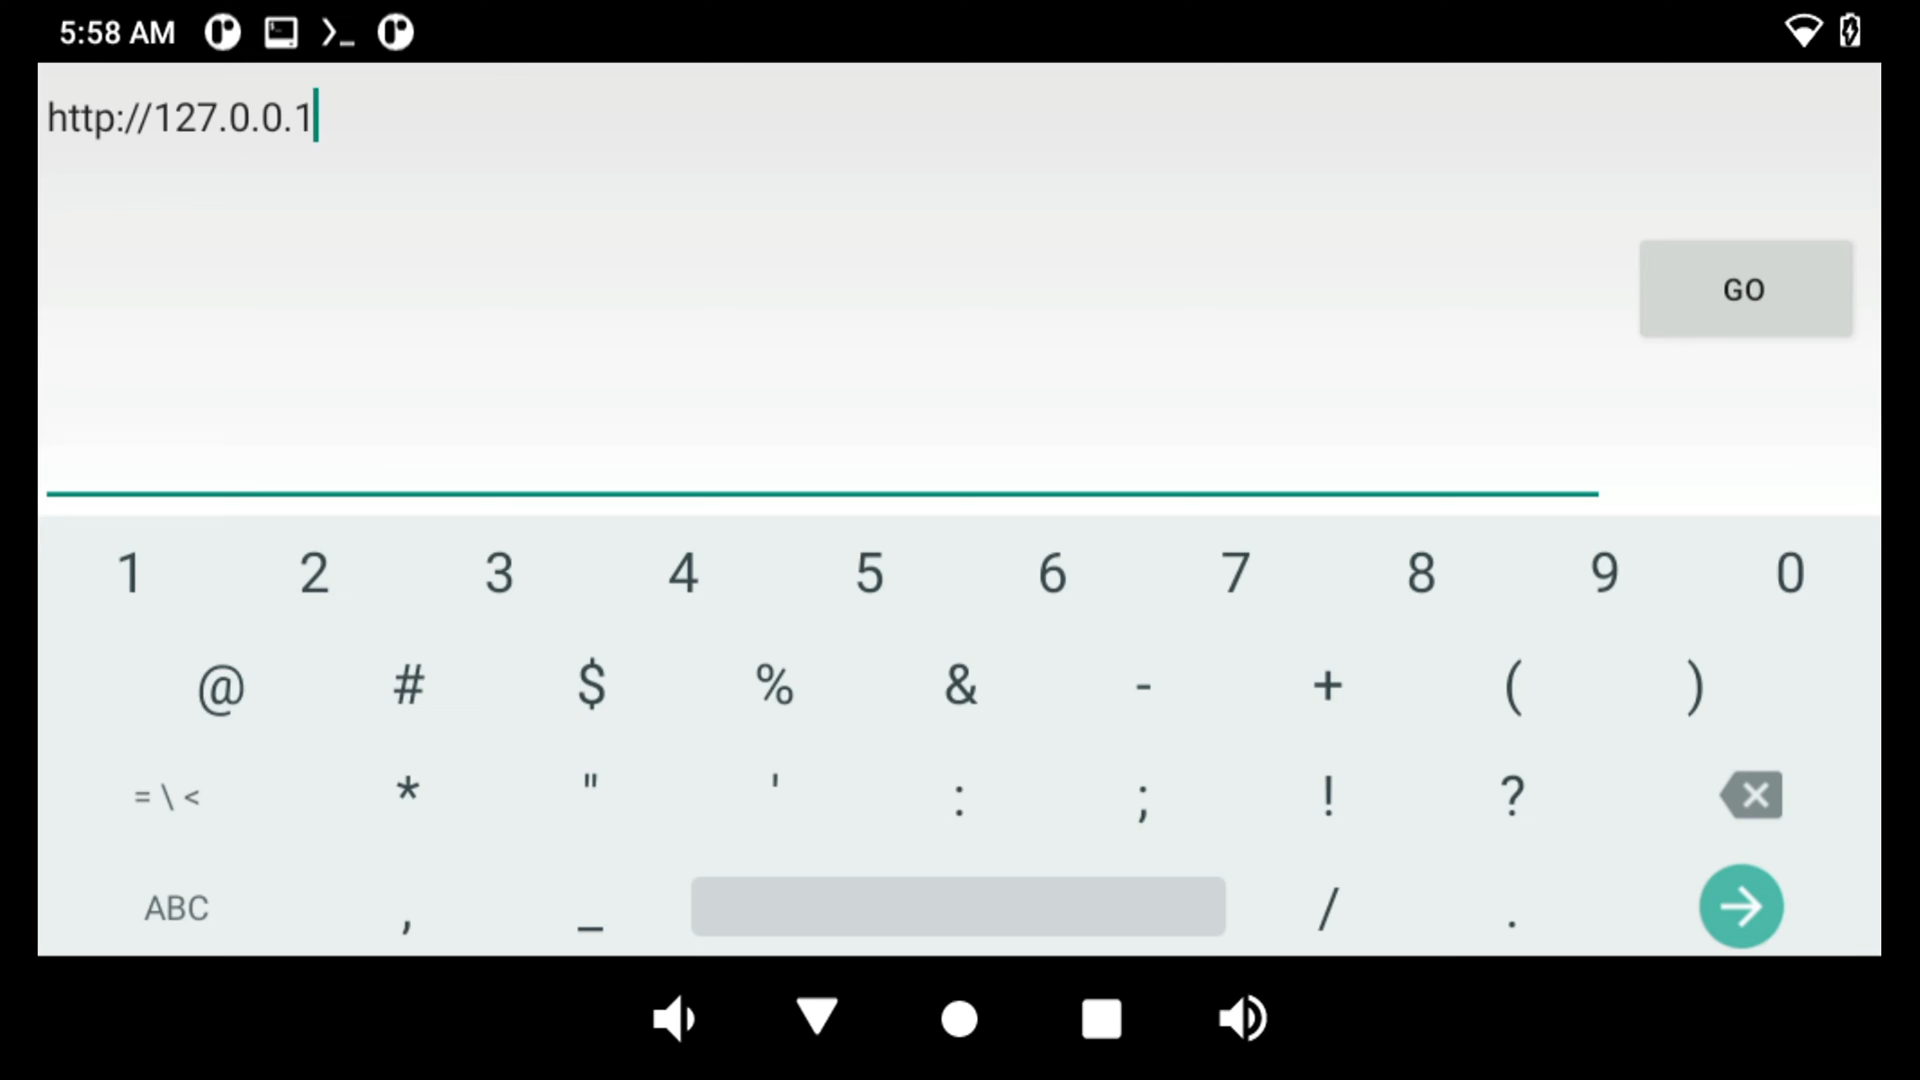 5:58 AM
http://127.0.0.1
GO
1 2 3 4 5 6 7 8 9 0
@ # $ % & - + ( )
= \ < * " ' : ; ! ?
ABC , _ / .